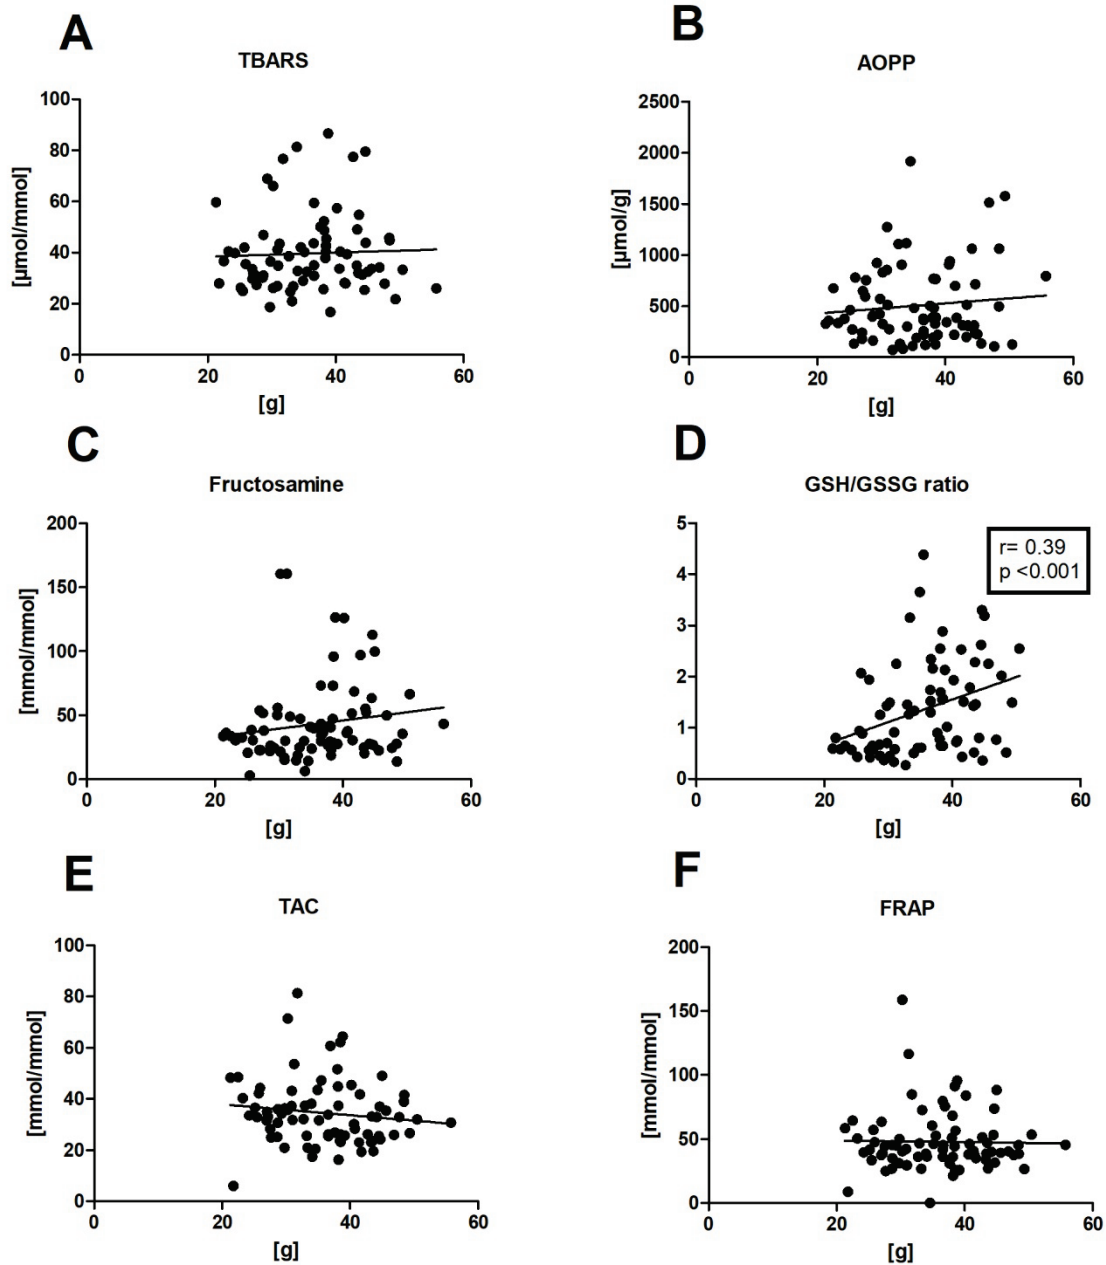 A
TBARS
100
80
60
40
20
0
[µmol/mmol]
0 20 40 60
[g]
B
AOPP
2500
2000
1500
1000
500
0
[µmol/g]
0 20 40 60
[g]
C
Fructosamine
200
150
100
50
0
[mmol/mmol]
0 20 40 60
[g]
D
GSH/GSSG ratio
5
4
3
2
1
0
r= 0.39
p <0.001
0 20 40 60
[g]
E
TAC
100
80
60
40
20
0
[mmol/mmol]
0 20 40 60
[g]
F
FRAP
200
150
100
50
0
[mmol/mmol]
0 20 40 60
[g]